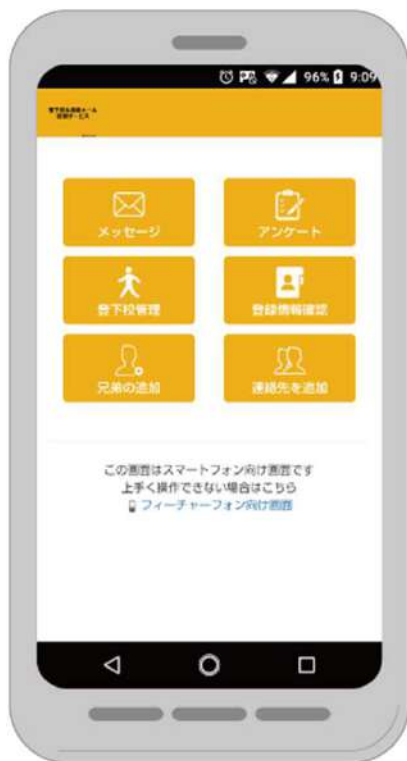 96% 9:09
メッセージ
アンケート
登下校管理
登録情報確認
兄弟の追加
連絡先を追加
この画面はスマートフォン向け画面です
上手く操作できない場合はこちら
フィーチャーフォン向け画面